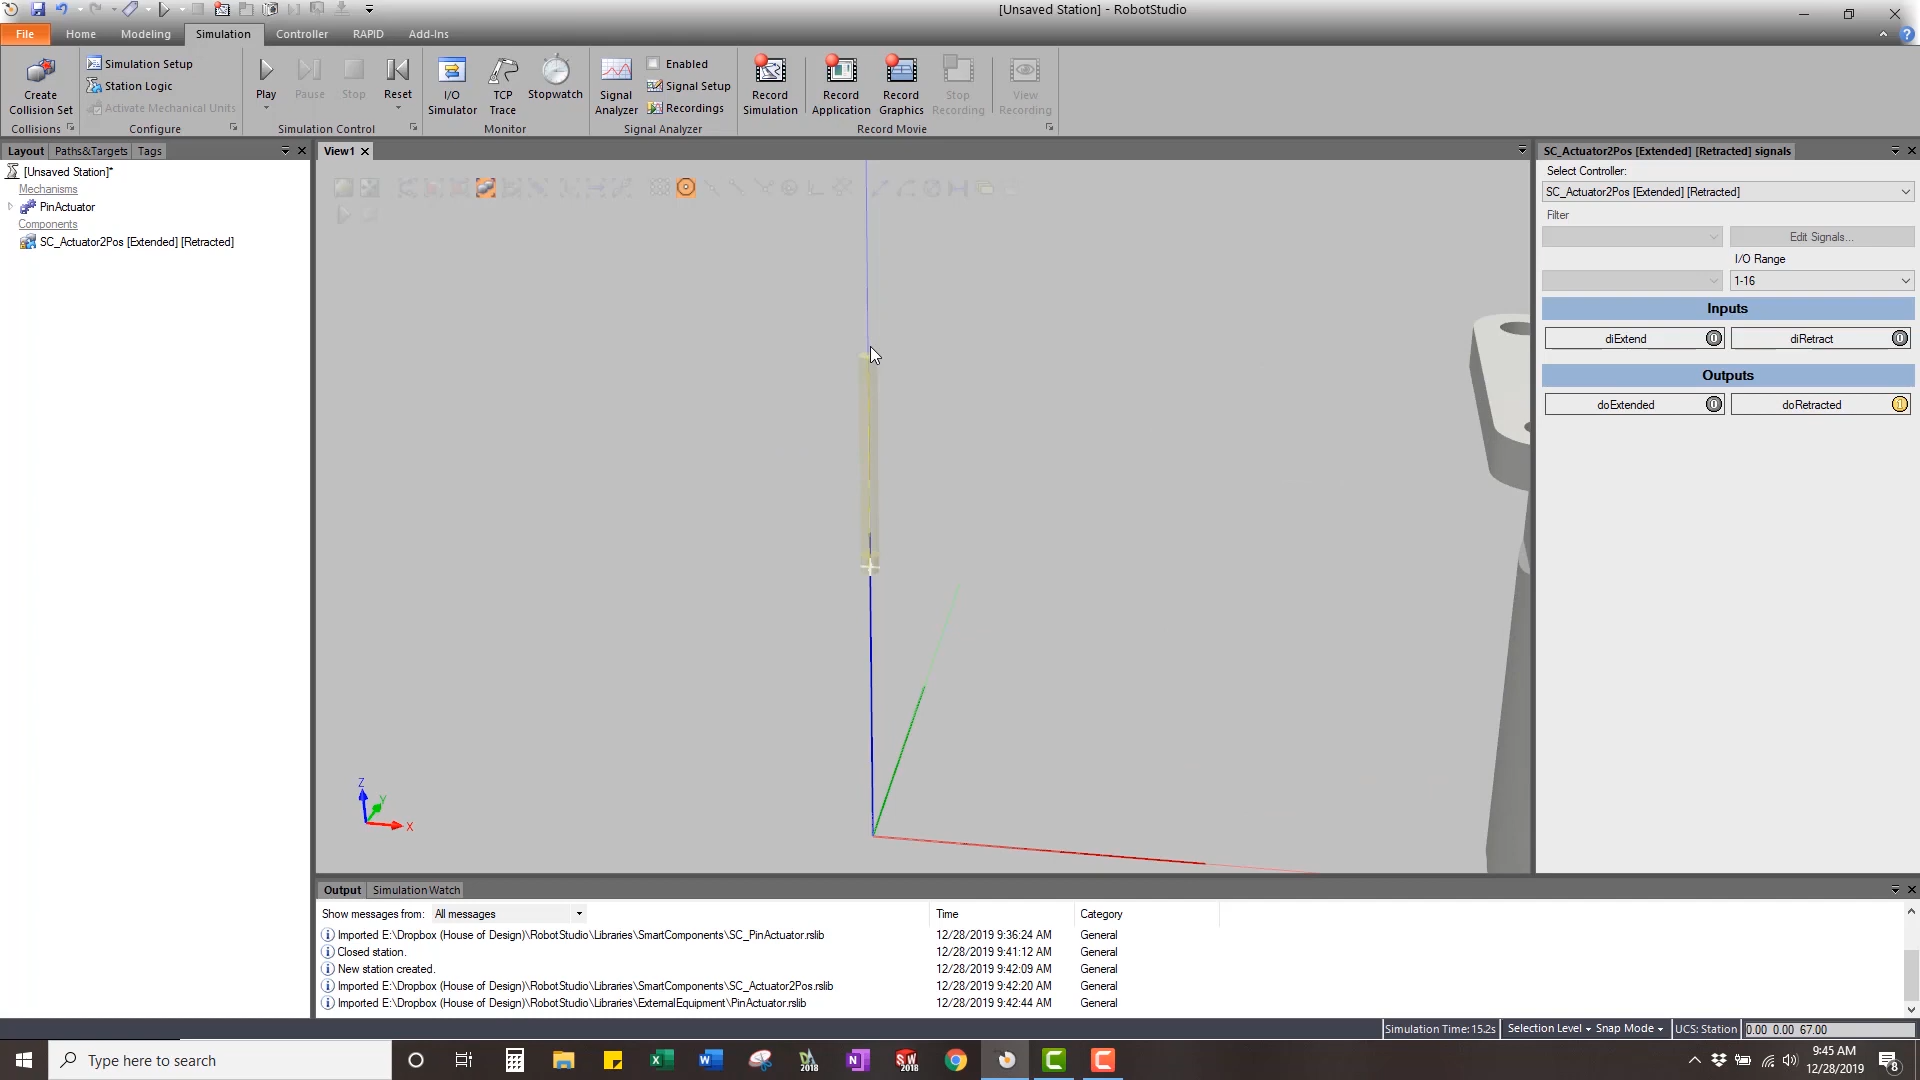 [Unsaved Station] - RobotStudio
File Home Modeling Simulation Controller RAPID Add-Ins
Create Collision Set
Collisions
Simulation Setup
Station Logic
Activate Mechanical Units
Configure
Play Pause Stop Reset
Simulation Control
I/O Simulator
TCP Trace
Stopwatch
Monitor
Signal Analyzer
Enabled
Signal Setup
Recordings
Signal Analyzer
Record Simulation
Record Application
Record Graphics
Stop Recording
View Recording
Record Movie
Layout Paths&Targets Tags
[Unsaved Station]*
Mechanisms
PinActuator
Components
SC_Actuator2Pos [Extended] [Retracted]
View1
Z
Y
X
SC_Actuator2Pos [Extended] [Retracted] signals
Select Controller:
SC_Actuator2Pos [Extended] [Retracted]
Filter
Edit Signals...
I/O Range
1-16
Inputs
diExtend 0 diRetract 0
Outputs
doExtended 0 doRetracted 1
Output Simulation Watch
Show messages from: All messages Time Category
Imported E:\Dropbox (House of Design)\RobotStudio\Libraries\SmartComponents\SC_PinActuator.rslib 12/28/2019 9:36:24 AM General
Closed station. 12/28/2019 9:41:12 AM General
New station created. 12/28/2019 9:42:09 AM General
Imported E:\Dropbox (House of Design)\RobotStudio\Libraries\SmartComponents\SC_Actuator2Pos.rslib 12/28/2019 9:42:20 AM General
Imported E:\Dropbox (House of Design)\RobotStudio\Libraries\ExternalEquipment\PinActuator.rslib 12/28/2019 9:42:44 AM General
Simulation Time: 15.2s Selection Level Snap Mode UCS: Station 0.00 0.00 67.00
Type here to search
2018
2018
9:45 AM
12/28/2019
8